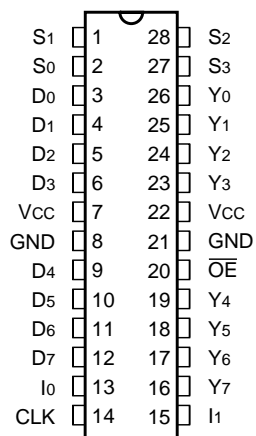 S1 1 28 S2
S0 2 27 S3
D0 3 26 Y0
D1 4 25 Y1
D2 5 24 Y2
D3 6 23 Y3
VCC 7 22 VCC
GND 8 21 GND
D4 9 20 O̅E̅
D5 10 19 Y4
D6 11 18 Y5
D7 12 17 Y6
I0 13 16 Y7
CLK 14 15 I1